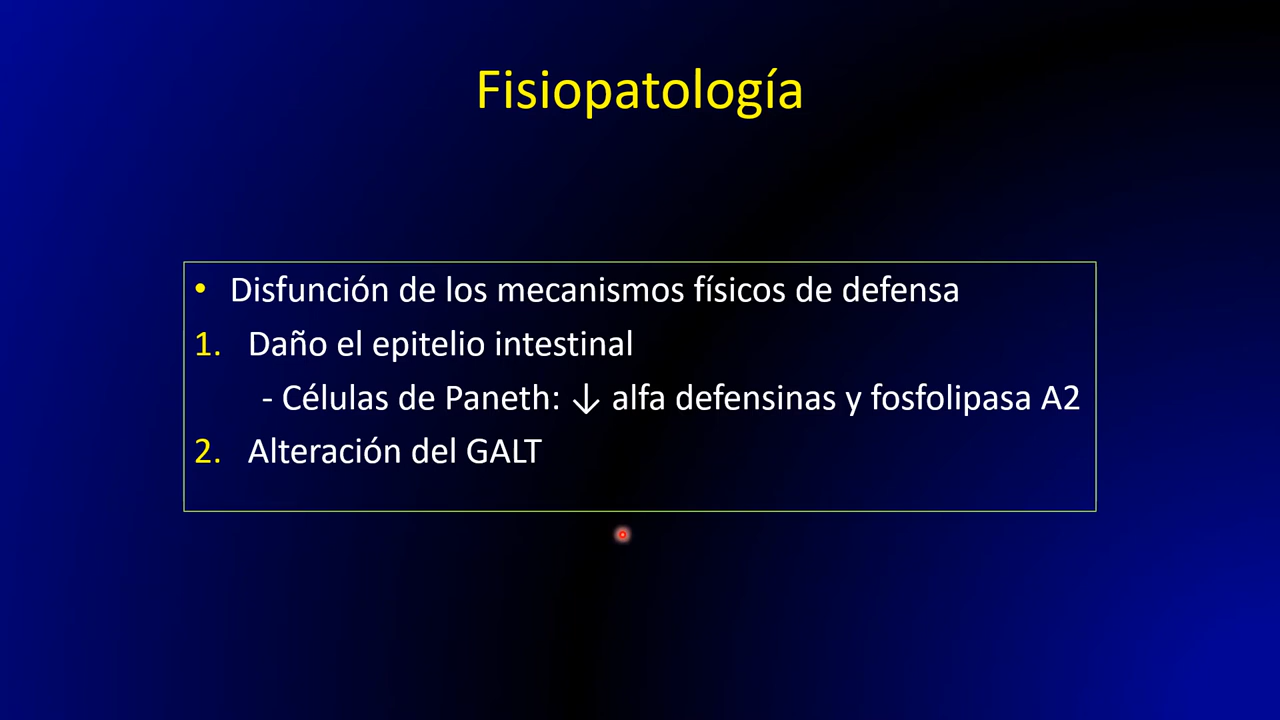 Fisiopatología
• Disfunción de los mecanismos físicos de defensa
1. Daño el epitelio intestinal
- Células de Paneth: ↓ alfa defensinas y fosfolipasa A2
2. Alteración del GALT